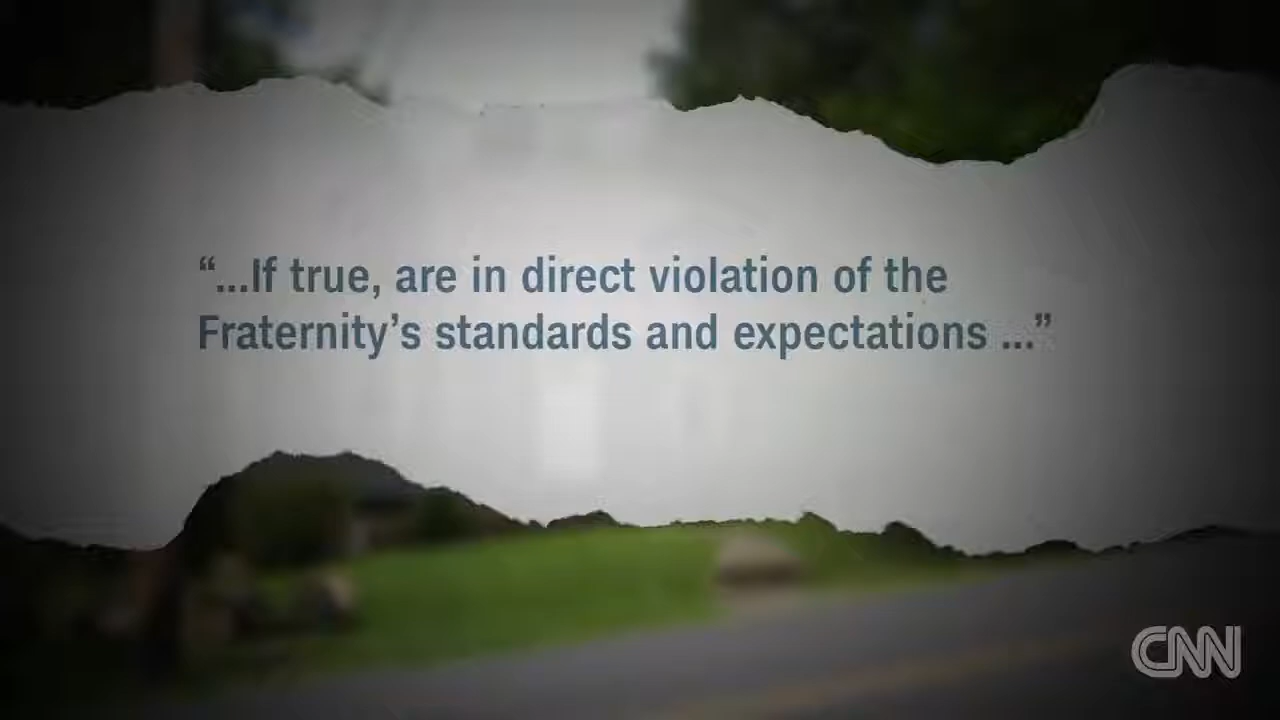 “...If true, are in direct violation of the
Fraternity’s standards and expectations ...”
CNN